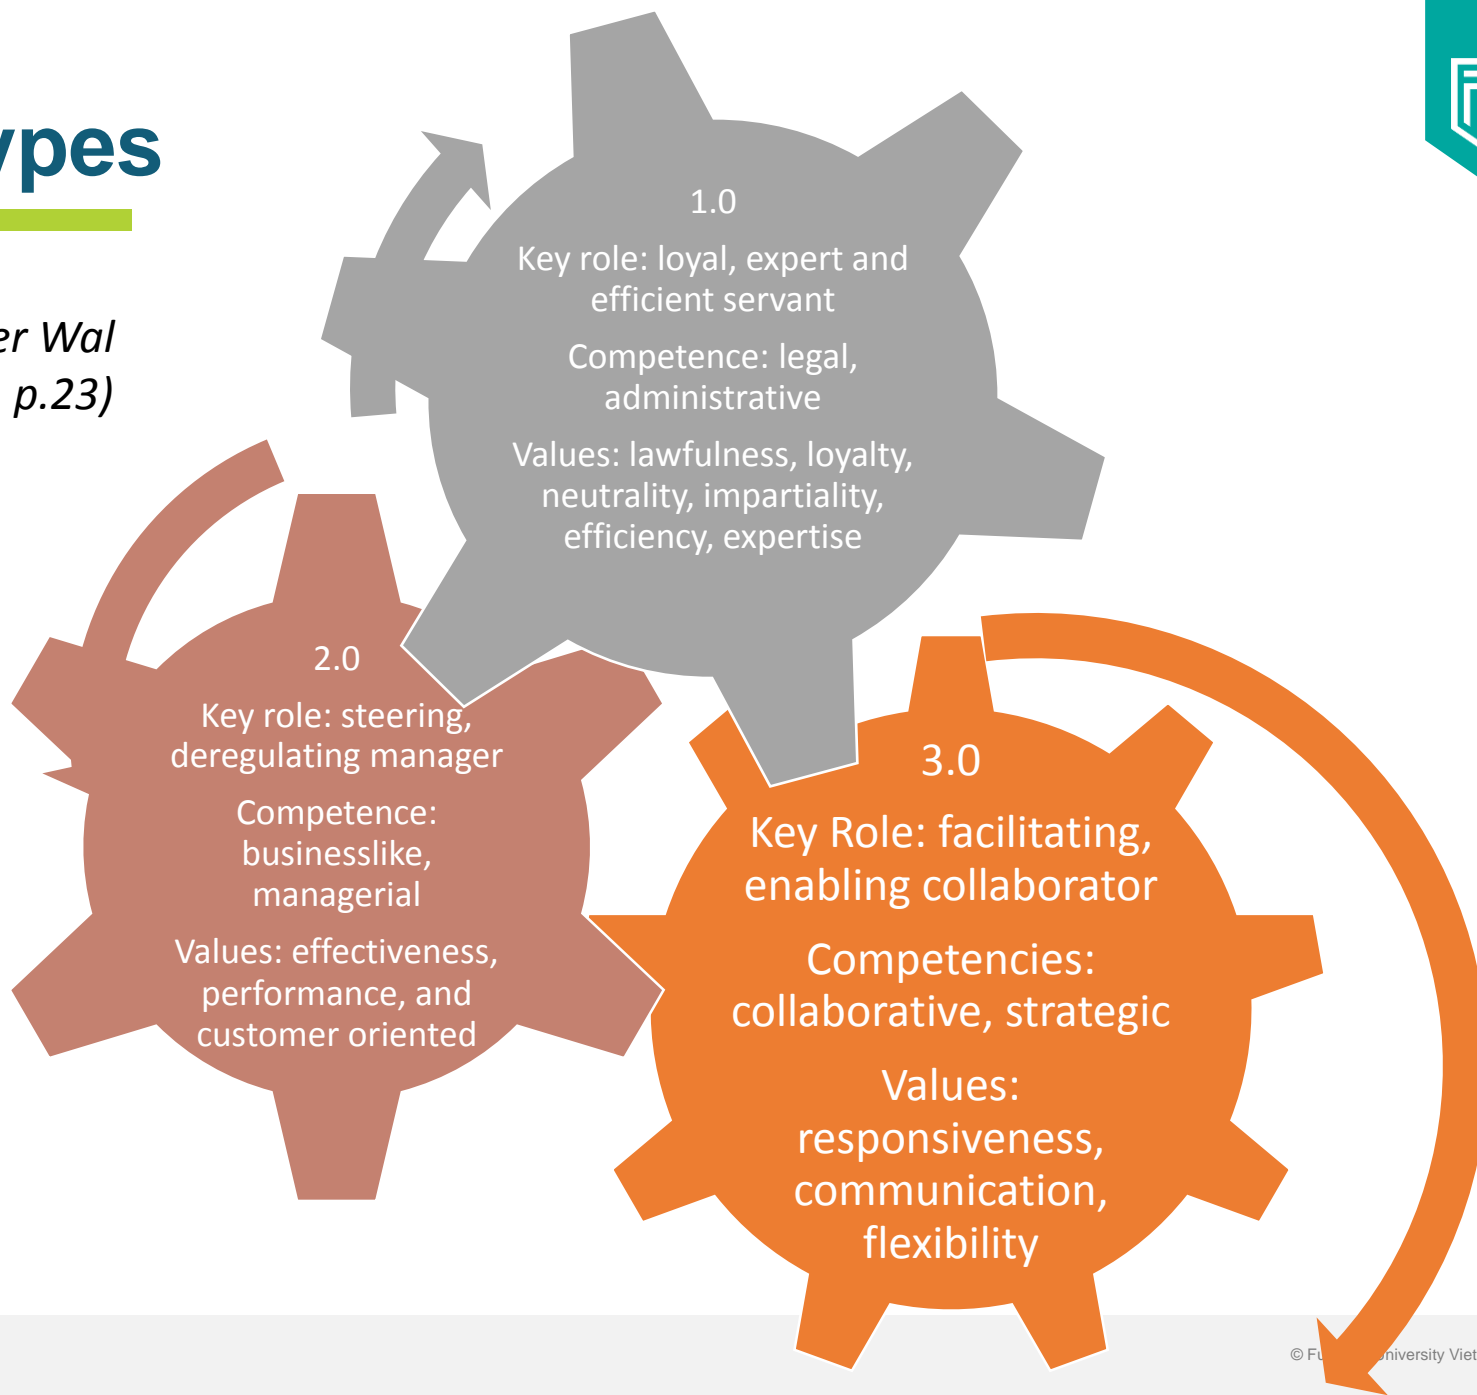 ypes
er Wal
p.23)
1.0
Key role: loyal, expert and
efficient servant
Competence: legal,
administrative
Values: lawfulness, loyalty,
neutrality, impartiality,
efficiency, expertise
2.0
Key role: steering,
deregulating manager
Competence:
businesslike,
managerial
Values: effectiveness,
performance, and
customer oriented
3.0
Key Role: facilitating,
enabling collaborator
Competencies:
collaborative, strategic
Values:
responsiveness,
communication,
flexibility
© Fu niversity Viet